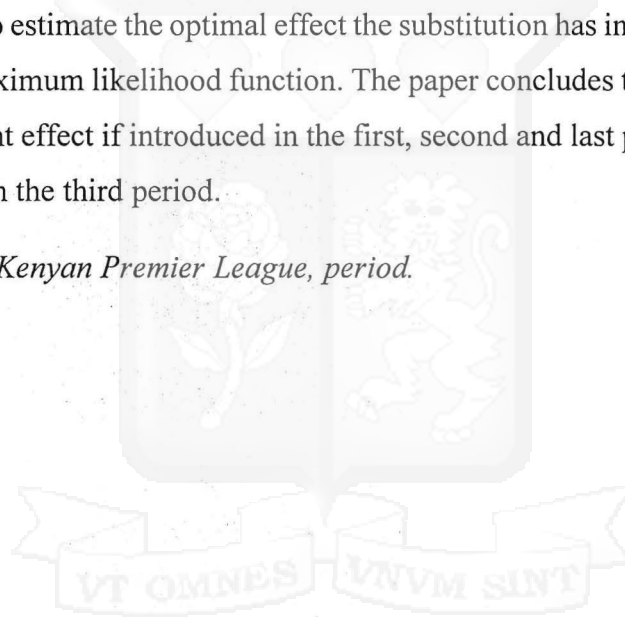 estimate the optimal effect the substitution has in
ximum likelihood function. The paper concludes t
t effect if introduced in the first, second and last p
the third period.
Kenyan Premier League, period.
VT OMNES VNVM SINT